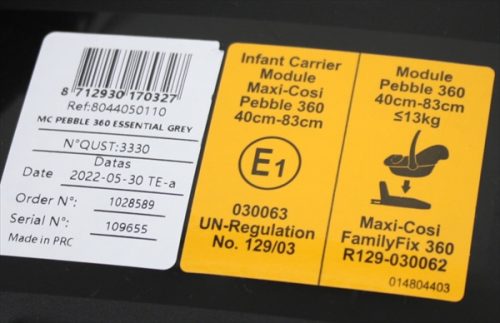 8 712930 170327
Ref:8044050110
MC PEBBLE 360 ESSENTIAL GREY
N°QUST:3330
Datas
Date 2022-05-30 TE-a
Order N°: 1028589
Serial N°: 109655
Made in PRC
Infant Carrier
Module
Maxi-Cosi
Pebble 360
40cm-83cm
E1
030063
UN-Regulation
No. 129/03
Module
Pebble 360
40cm-83cm
≤13kg
Maxi-Cosi
FamilyFix 360
R129-030062
014804403